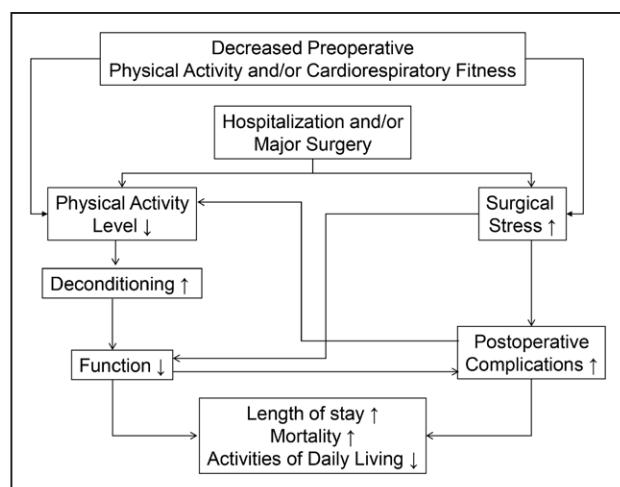 Decreased Preoperative
Physical Activity and/or Cardiorespiratory Fitness
Hospitalization and/or
Major Surgery
Physical Activity
Level ↓
Surgical
Stress ↑
Deconditioning ↑
Function ↓
Postoperative
Complications ↑
Length of stay ↑
Mortality ↑
Activities of Daily Living ↓